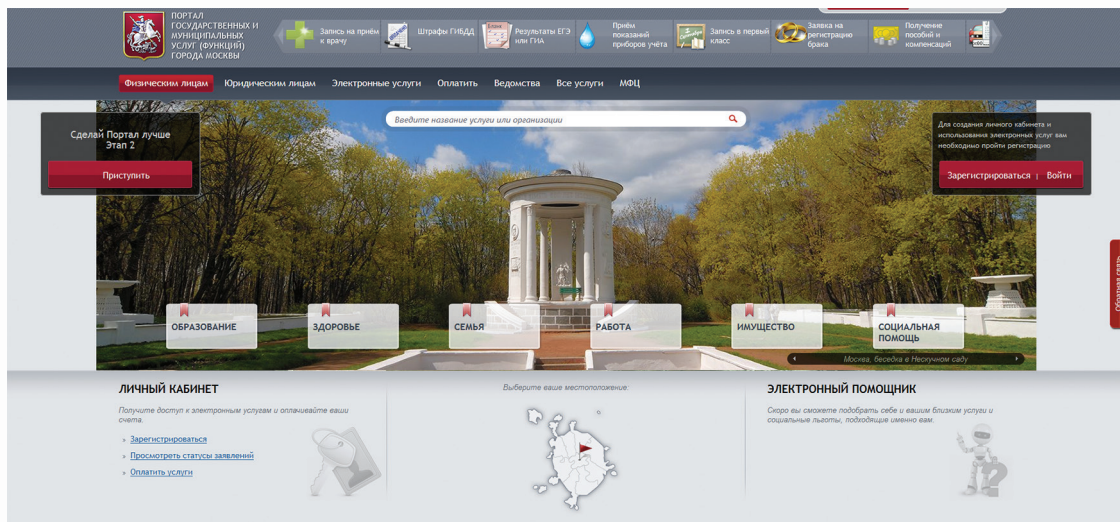 ПОРТАЛ
ГОСУДАРСТВЕННЫХ И
МУНИЦИПАЛЬНЫХ
УСЛУГ (ФУНКЦИЙ)
ГОРОДА МОСКВЫ
Запись на приём
к врачу
Штрафы ГИБДД
Результаты ЕГЭ
или ГИА
Приём
показаний
приборов учёта
Запись в первый
класс
Заявка на
регистрацию
брака
Получение
пособий и
компенсаций
Физическим лицам Юридическим лицам Электронные услуги Оплатить Ведомства Все услуги МФЦ
Введите название услуги или организации
Сделай Портал лучше
Этап 2
Приступить
Для создания личного кабинета и
использования электронных услуг вам
необходимо пройти регистрацию
Зарегистрироваться | Войти
Обратная связь
ОБРАЗОВАНИЕ
ЗДОРОВЬЕ
СЕМЬЯ
РАБОТА
ИМУЩЕСТВО
СОЦИАЛЬНАЯ
ПОМОЩЬ
Москва, беседка в Нескучном саду
ЛИЧНЫЙ КАБИНЕТ
Получите доступ к электронным услугам и оплачивайте ваши
счета.
» Зарегистрироваться
» Просмотреть статусы заявлений
» Оплатить услуги
Выберите ваше местоположение:
ЭЛЕКТРОННЫЙ ПОМОЩНИК
Скоро вы сможете подобрать себе и вашим близким услуги и
социальные льготы, подходящие именно вам.